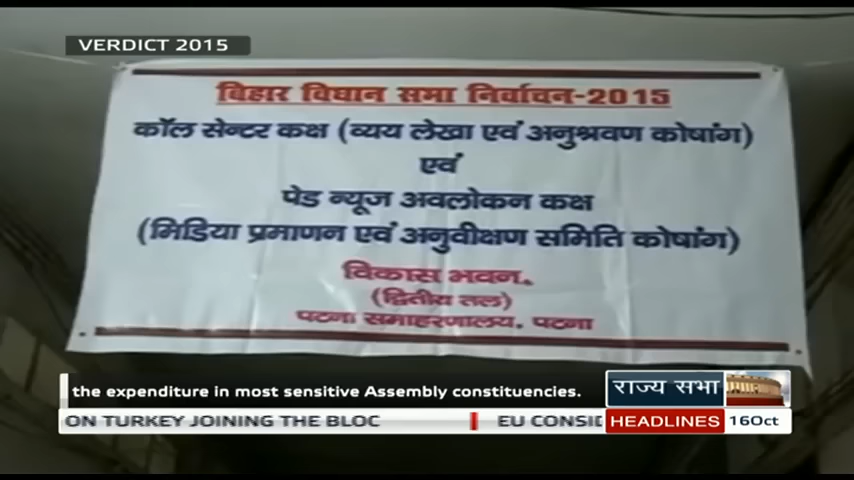 VERDICT 2015
बिहार विधान सभा निर्वाचन-2015
कॉल सेन्टर कक्ष (व्यय लेखा एवं अनुश्रवण कोषांग)
एवं
पेड न्यूज अवलोकन कक्ष
(मिडिया प्रमाणन एवं अनुवीक्षण समिति कोषांग)
विकास भवन,
(द्वितीय तल)
पटना समाहरणालय, पटना
the expenditure in most sensitive Assembly constituencies.
राज्य सभा
ON TURKEY JOINING THE BLOC
EU CONSID
HEADLINES
16Oct